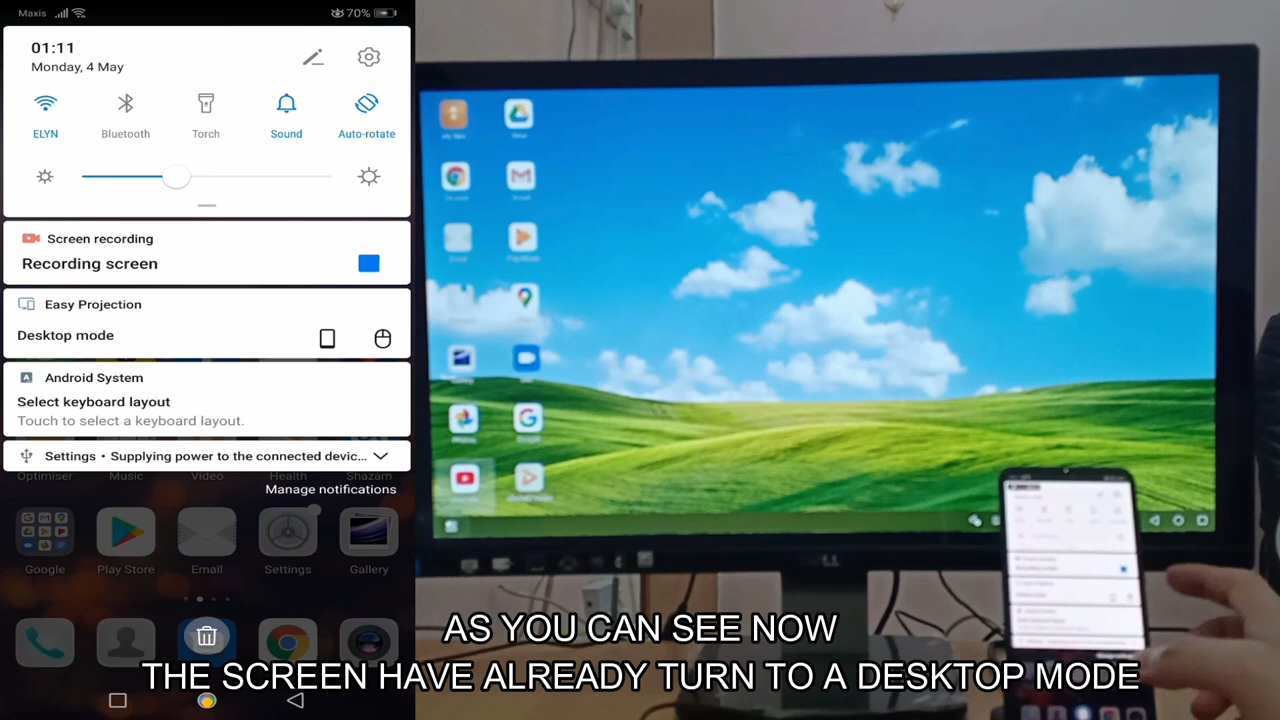 Maxis
70%
01:11
Monday, 4 May
ELYN
Bluetooth
Torch
Sound
Auto-rotate
Screen recording
Recording screen
Easy Projection
Desktop mode
Android System
Select keyboard layout
Touch to select a keyboard layout.
Settings • Supplying power to the connected devic...
Optimiser
Music
Video
Health
Shazam
Manage notifications
Google
Play Store
Email
Settings
Gallery
DELL
AS YOU CAN SEE NOW
THE SCREEN HAVE ALREADY TURN TO A DESKTOP MODE